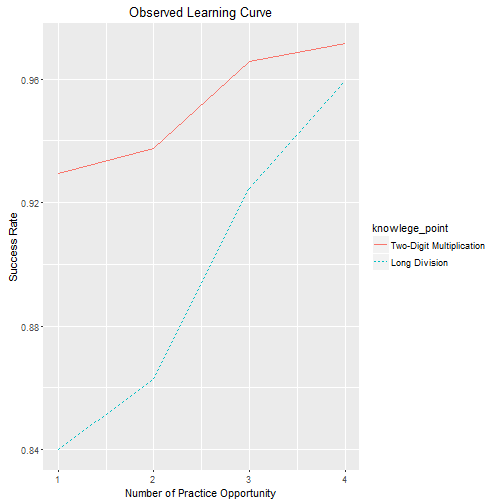 Observed Learning Curve
Success Rate
0.96
0.92
0.88
0.84
1 2 3 4
Number of Practice Opportunity
knowlege_point
Two-Digit Multiplication
Long Division